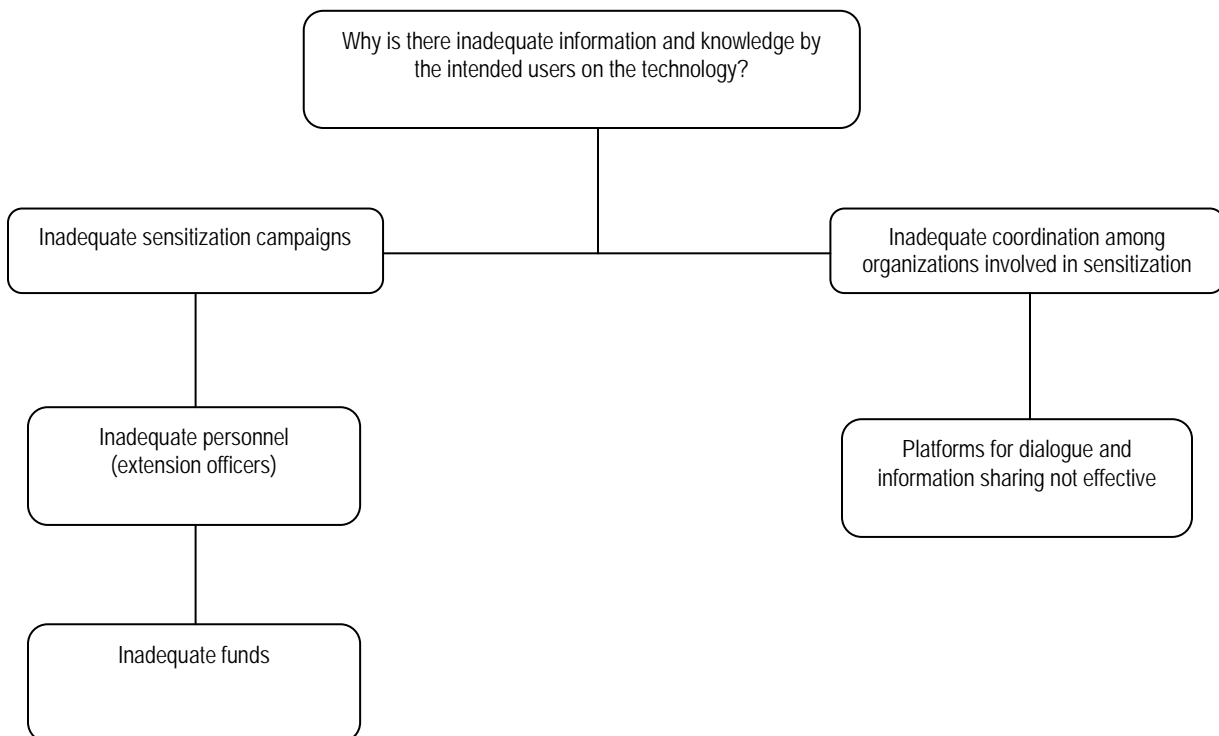 Why is there inadequate information and knowledge by
the intended users on the technology?
Inadequate sensitization campaigns
Inadequate coordination among
organizations involved in sensitization
Inadequate personnel
(extension officers)
Platforms for dialogue and
information sharing not effective
Inadequate funds